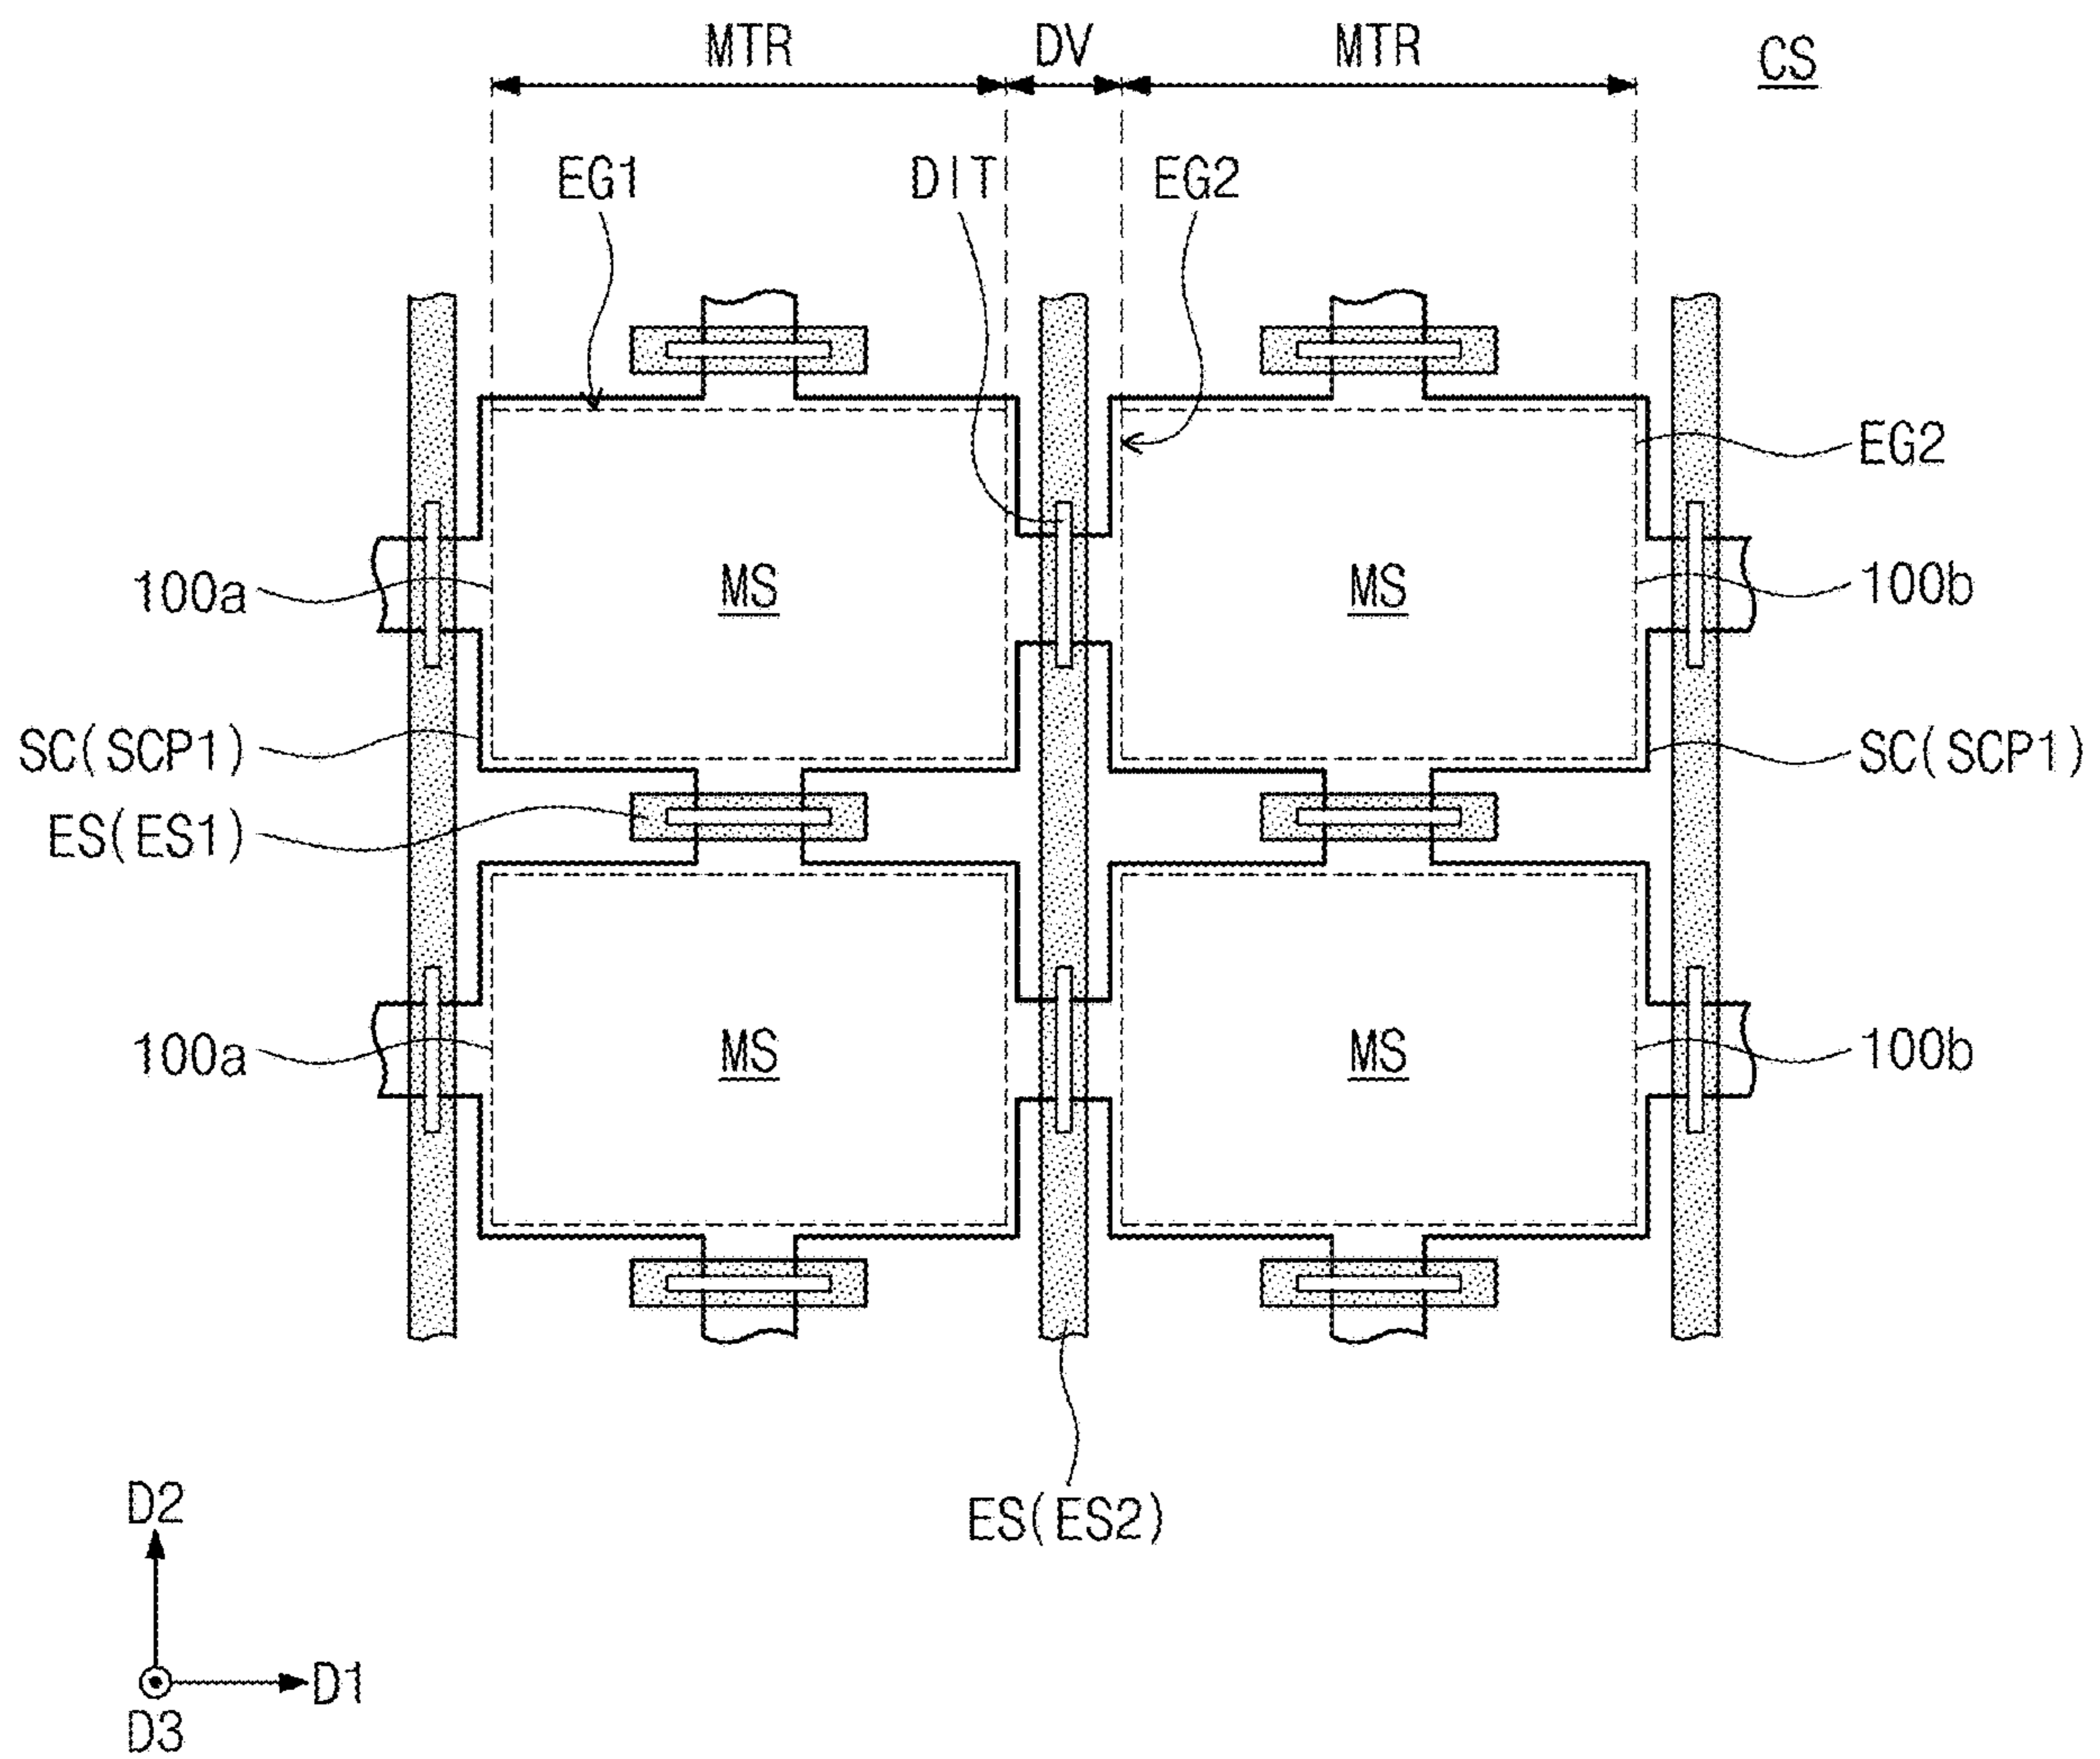 MTR DV MTR CS
EG1 DIT EG2
EG2
100a MS MS 100b
SC(SCP1) SC(SCP1)
ES(ES1)
100a MS MS 100b
ES(ES2)
D2
D1
D3